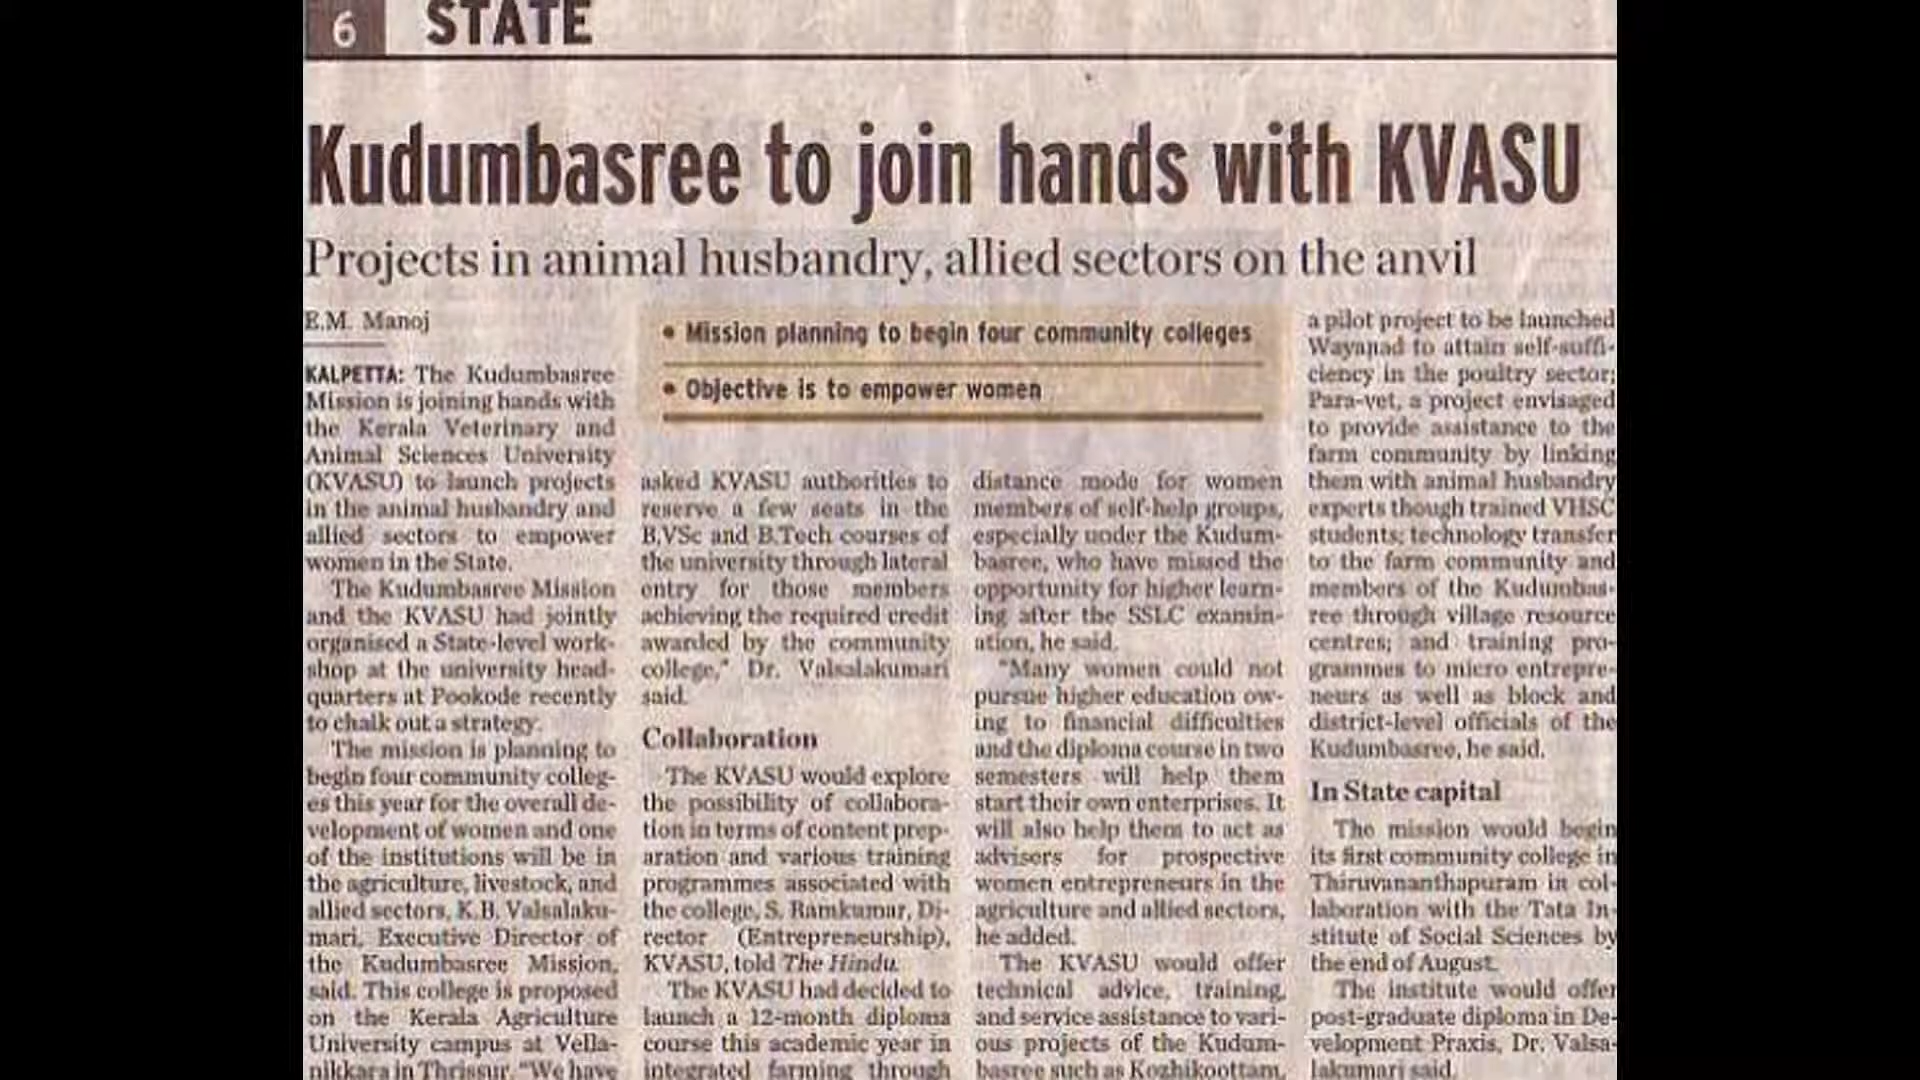 6 STATE
Kudumbasree to join hands with KVASU
Projects in animal husbandry, allied sectors on the anvil
E.M. Manoj
KALPETTA: The Kudumbasree
Mission is joining hands with
the Kerala Veterinary and
Animal Sciences University
(KVASU) to launch projects
in the animal husbandry and
allied sectors to empower
women in the State.
The Kudumbasree Mission
and the KVASU had jointly
organised a State-level work-
shop at the university head-
quarters at Pookode recently
to chalk out a strategy.
The mission is planning to
begin four community colleg-
es this year for the overall de-
velopment of women and one
of the institutions will be in
the agriculture, livestock, and
allied sectors, K.B. Valsalaku-
mari, Executive Director of
the Kudumbasree Mission,
said. This college is proposed
on the Kerala Agriculture
University campus at Vella-
nikkara in Thrissur. "We have
• Mission planning to begin four community colleges
• Objective is to empower women
asked KVASU authorities to
reserve a few seats in the
B.VSc and B.Tech courses of
the university through lateral
entry for those members
achieving the required credit
awarded by the community
college," Dr. Valsalakumari
said.
Collaboration
The KVASU would explore
the possibility of collabora-
tion in terms of content prep-
aration and various training
programmes associated with
the college, S. Ramkumar, Di-
rector (Entrepreneurship),
KVASU, told The Hindu.
The KVASU had decided to
launch a 12-month diploma
course this academic year in
integrated farming through
distance mode for women
members of self-help groups,
especially under the Kudum-
basree, who have missed the
opportunity for higher learn-
ing after the SSLC examin-
ation, he said.
"Many women could not
pursue higher education ow-
ing to financial difficulties
and the diploma course in two
semesters will help them
start their own enterprises. It
will also help them to act as
advisers for prospective
women entrepreneurs in the
agriculture and allied sectors,
he added.
The KVASU would offer
technical advice, training,
and service assistance to vari-
ous projects of the Kudum-
basree such as Kozhikoottam,
a pilot project to be launched
Wayanad to attain self-suffi-
ciency in the poultry sector;
Para-vet, a project envisaged
to provide assistance to the
farm community by linking
them with animal husbandry
experts though trained VHSC
students; technology transfer
to the farm community and
members of the Kudumbas-
ree through village resource
centres; and training pro-
grammes to micro entrepre-
neurs as well as block and
district-level officials of the
Kudumbasree, he said.
In State capital
The mission would begin
its first community college in
Thiruvananthapuram in col-
laboration with the Tata In-
stitute of Social Sciences by
the end of August.
The institute would offer
post-graduate diploma in De-
velopment Praxis, Dr. Valsa-
lakumari said.